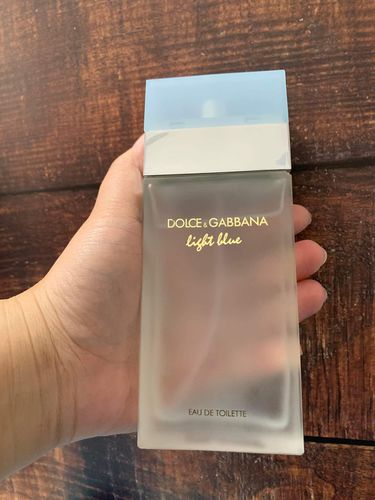 DOLCE & GABBANA
light blue
EAU DE TOILETTE